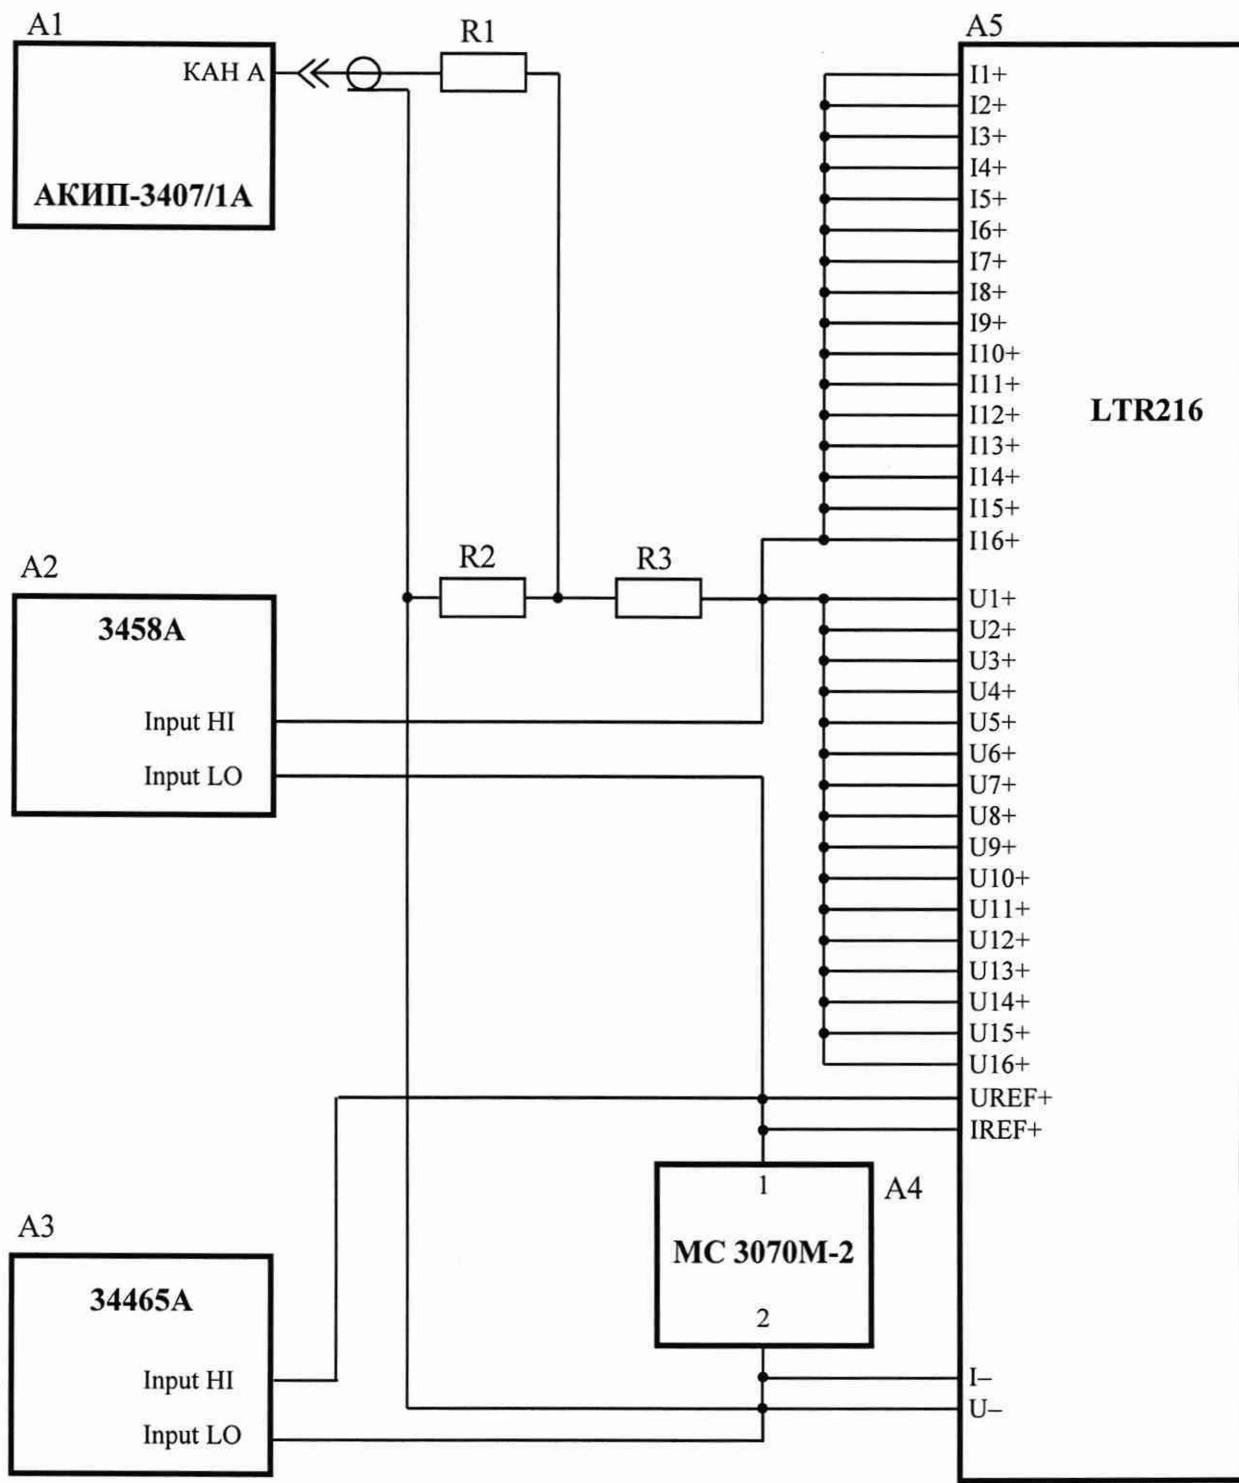 A1
КАН А
АКИП-3407/1А
R1
A5
I1+
I2+
I3+
I4+
I5+
I6+
I7+
I8+
I9+
I10+
I11+
I12+
I13+
I14+
I15+
I16+
LTR216
R2
R3
A2
3458A
Input HI
Input LO
U1+
U2+
U3+
U4+
U5+
U6+
U7+
U8+
U9+
U10+
U11+
U12+
U13+
U14+
U15+
U16+
UREF+
IREF+
1
A4
МС 3070М-2
2
A3
34465A
Input HI
Input LO
I–
U–